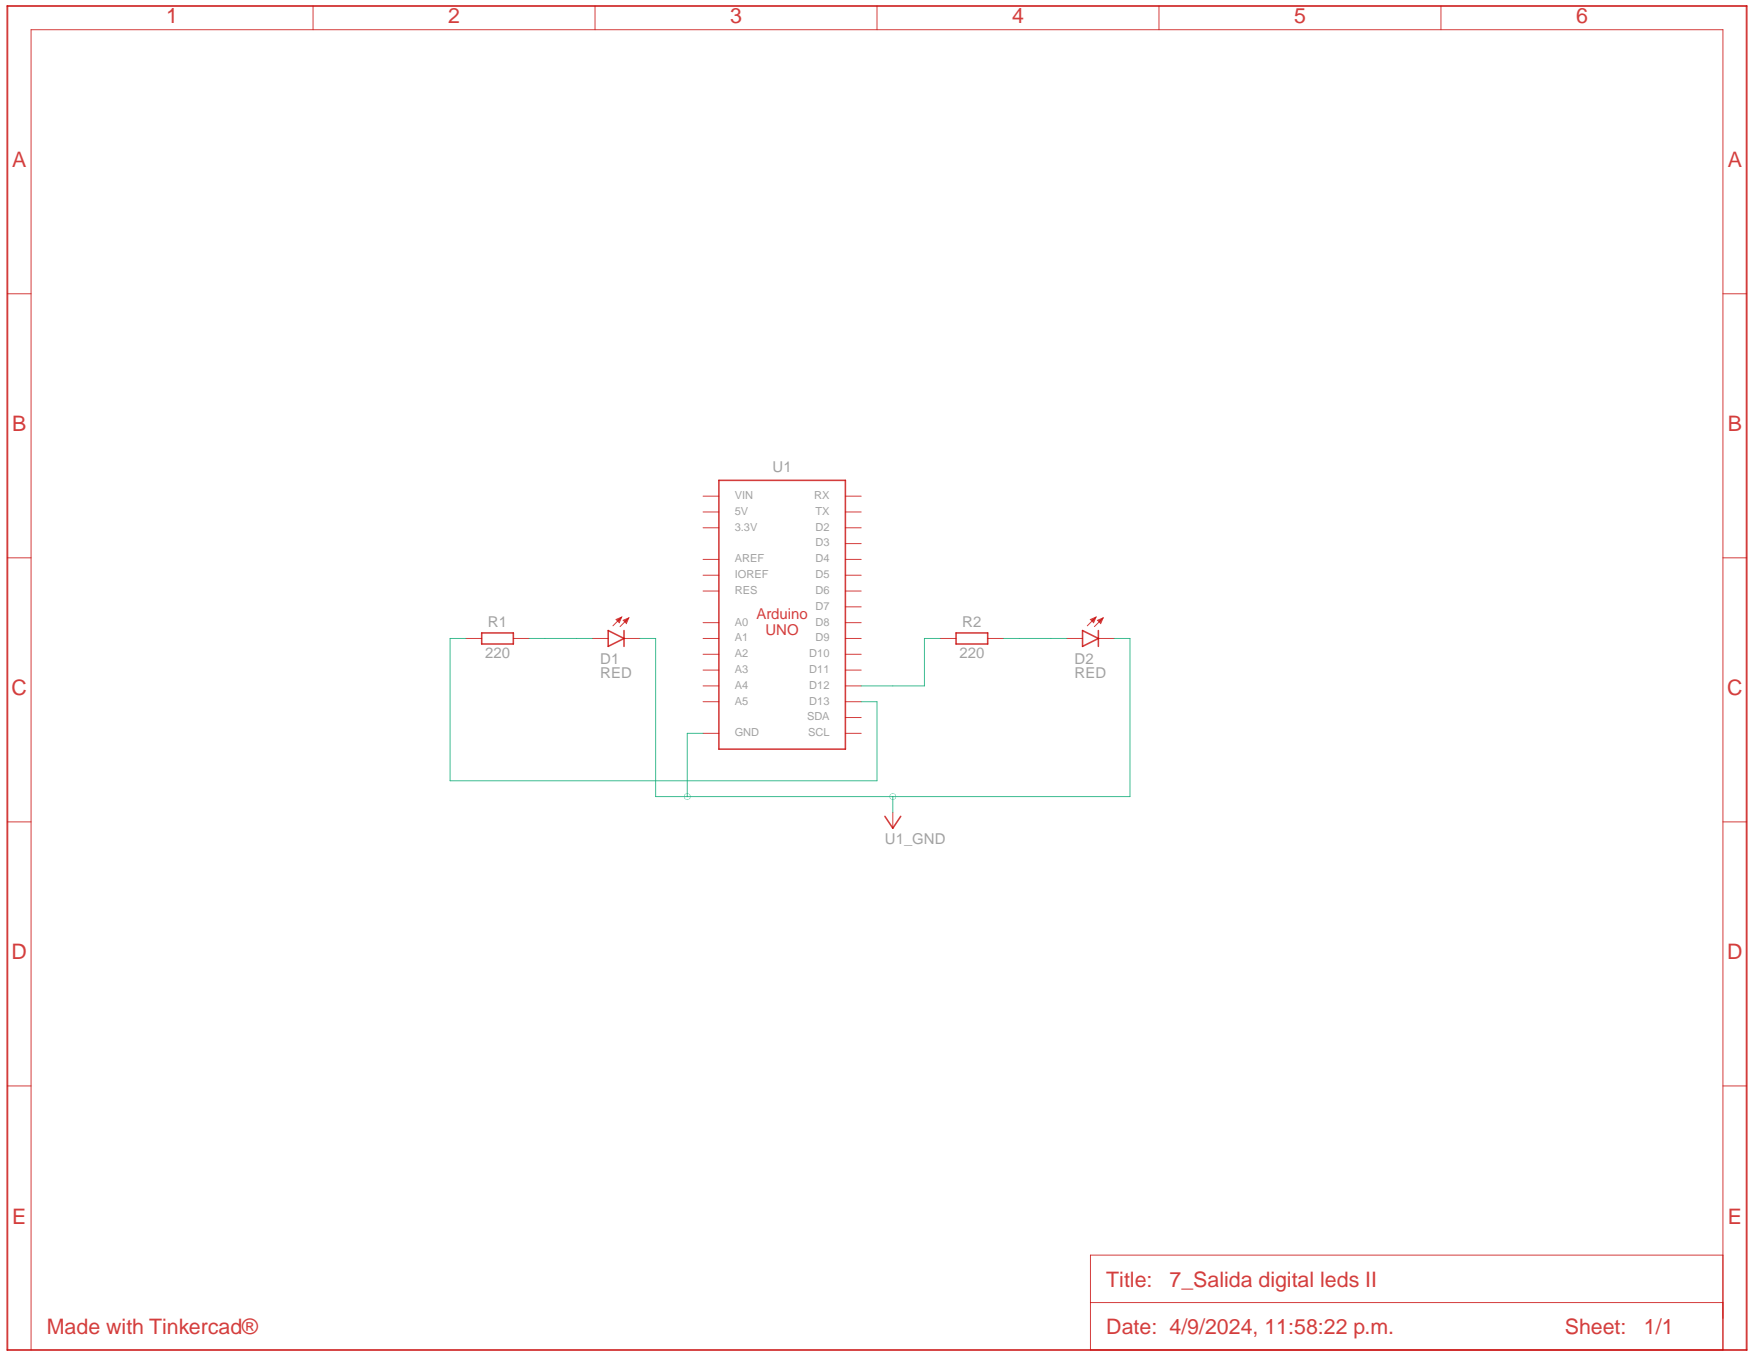 1 2 3 4 5 6
A A
B B
U1
VIN RX
5V TX
3.3V D2
D3
AREF D4
IOREF D5
RES D6
D7
Arduino
UNO
A0 D8
A1 D9
A2 D10
A3 D11
A4 D12
A5 D13
SDA
GND SCL
R1
220
D1
RED
R2
220
D2
RED
C C
U1_GND
D D
E E
Title: 7_Salida digital leds II
Date: 4/9/2024, 11:58:22 p.m. Sheet: 1/1
Made with Tinkercad®